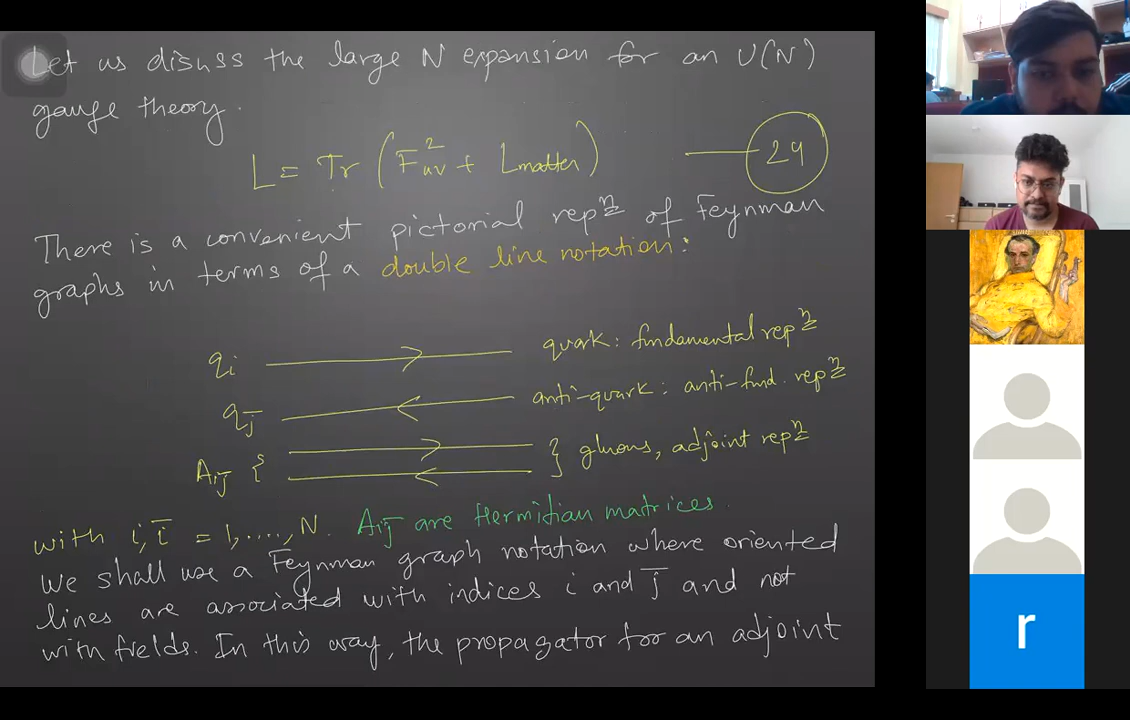 Let us disuss the large N expansion for an U(N)
gauge theory.
L = Tr (F²μν + Lmatter) — 29
There is a convenient pictorial repⁿ of Feynman
graphs in terms of a double line notation:
qi quark: fundamental repⁿ
qj̄ anti-quark: anti-fund. repⁿ
Aij̄ { } gluons, adjoint repⁿ
with i, ī = 1,....,N. Aij̄ are Hermitian matrices.
We shall use a Feynman graph notation where oriented
lines are associated with indices i and j̄ and not
with fields. In this way, the propagator for an adjoint
r